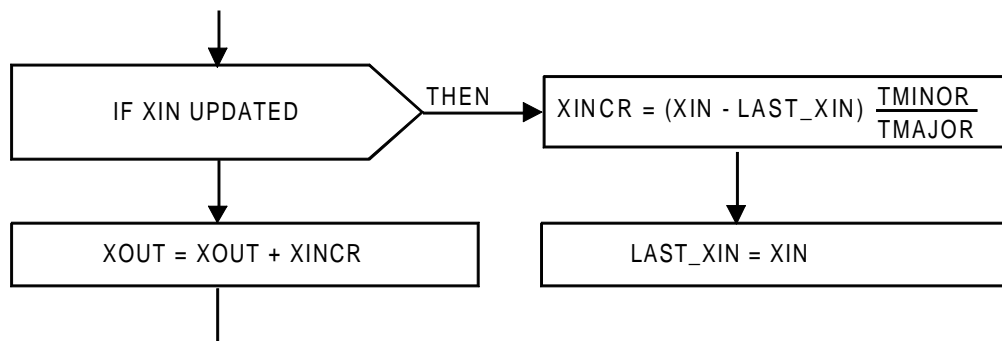 IF XIN UPDATED
THEN
XINCR = (XIN - LAST_XIN) TMINOR
TMAJOR
XOUT = XOUT + XINCR
LAST_XIN = XIN